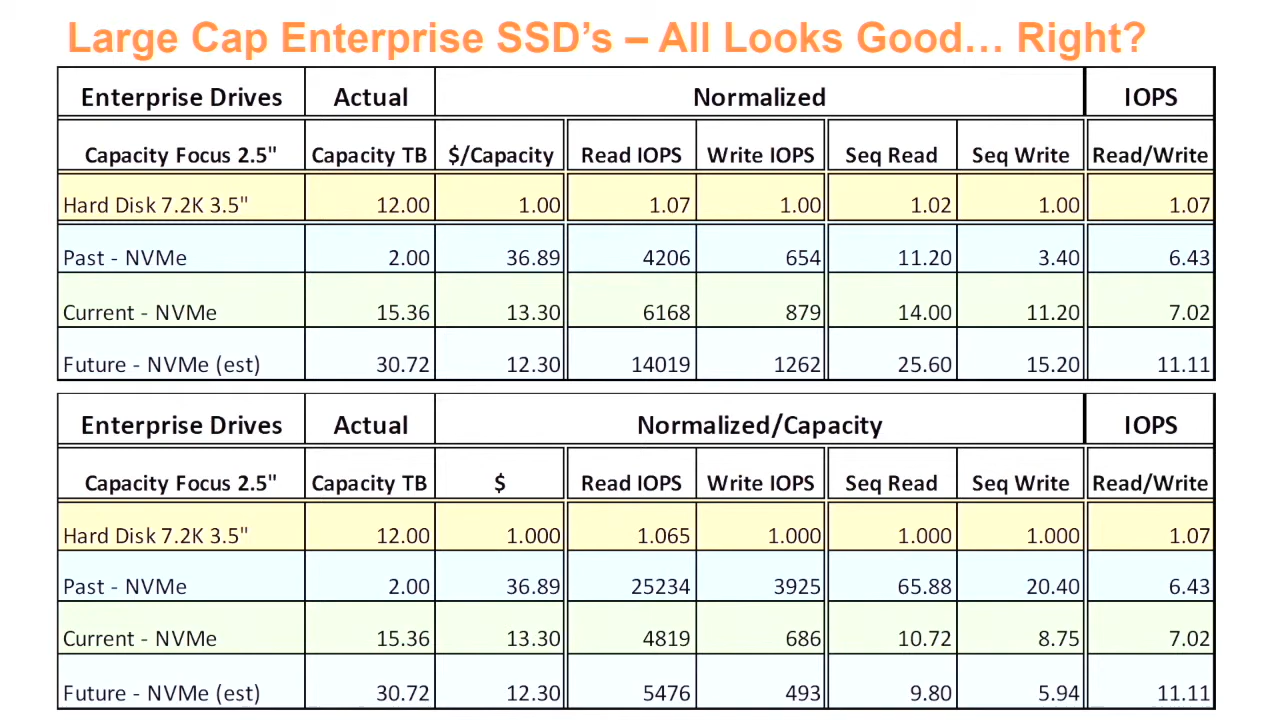 Large Cap Enterprise SSD's – All Looks Good… Right?
Enterprise Drives Actual Normalized IOPS
Capacity Focus 2.5" Capacity TB $/Capacity Read IOPS Write IOPS Seq Read Seq Write Read/Write
Hard Disk 7.2K 3.5" 12.00 1.00 1.07 1.00 1.02 1.00 1.07
Past - NVMe 2.00 36.89 4206 654 11.20 3.40 6.43
Current - NVMe 15.36 13.30 6168 879 14.00 11.20 7.02
Future - NVMe (est) 30.72 12.30 14019 1262 25.60 15.20 11.11
Enterprise Drives Actual Normalized/Capacity IOPS
Capacity Focus 2.5" Capacity TB $ Read IOPS Write IOPS Seq Read Seq Write Read/Write
Hard Disk 7.2K 3.5" 12.00 1.000 1.065 1.000 1.000 1.000 1.07
Past - NVMe 2.00 36.89 25234 3925 65.88 20.40 6.43
Current - NVMe 15.36 13.30 4819 686 10.72 8.75 7.02
Future - NVMe (est) 30.72 12.30 5476 493 9.80 5.94 11.11